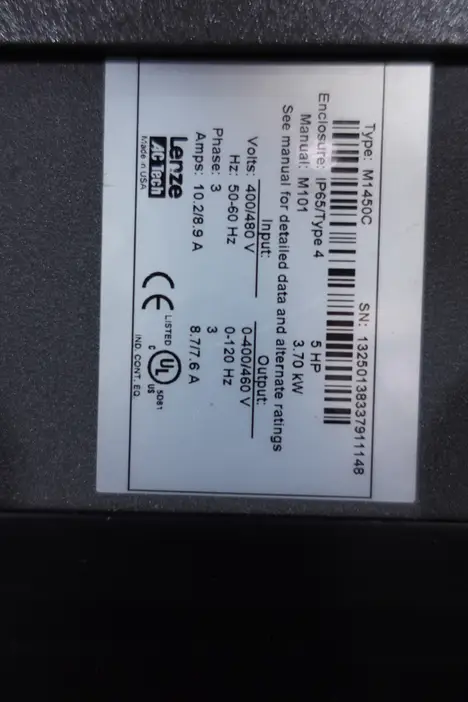 Type: M1450C SN: 13250138337911148
Enclosure: IP65/Type 4 5 HP
Manual: M101 3.70 KW
See manual for detailed data and alternate ratings
Input: Output:
Volts: 400/480 V 0-400/460 V
Hz: 50-60 Hz 0-120 Hz
Phase: 3 3
Amps: 10.2/8.9 A 8.7/7.6 A
Lenze
AC Tech
Made in USA
CE
LISTED
C UL US
5D81
IND. CONT. EQ.